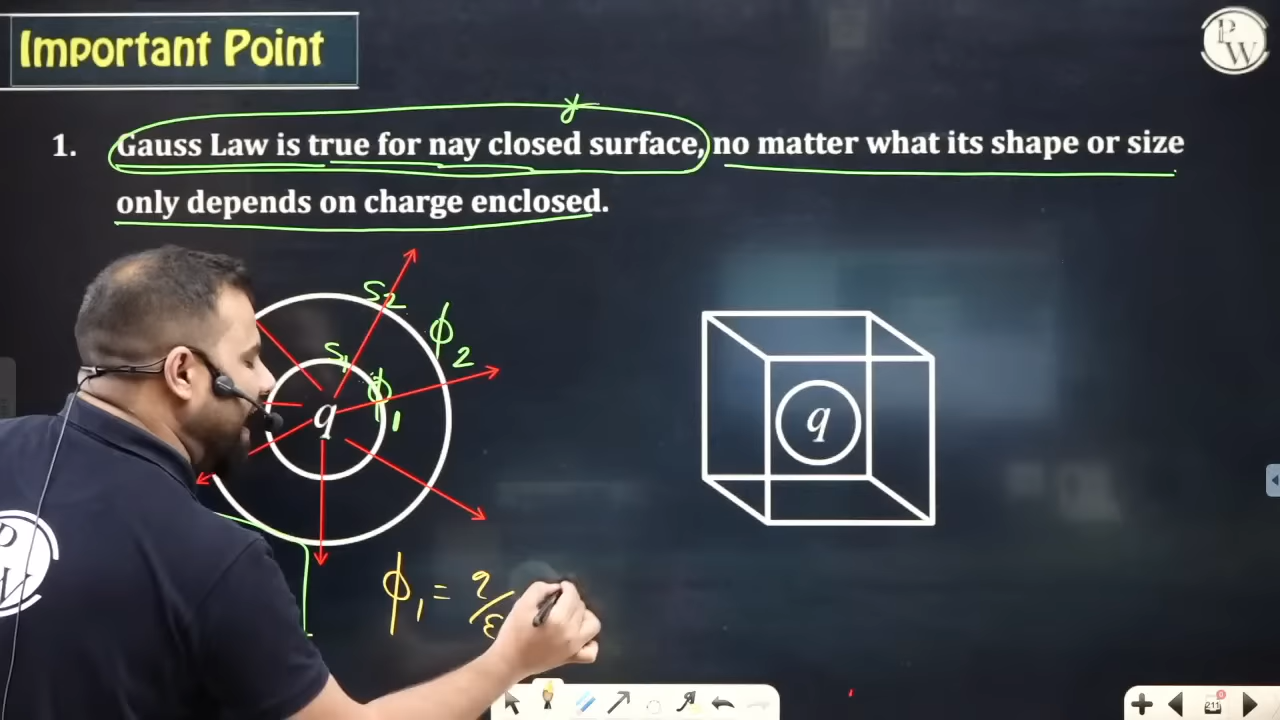 Important Point
P
W
1. Gauss Law is true for nay closed surface, no matter what its shape or size
only depends on charge enclosed.
S2
ϕ2
S1
ϕ1
q
q
P
W
ϕ1 = q/ε
211